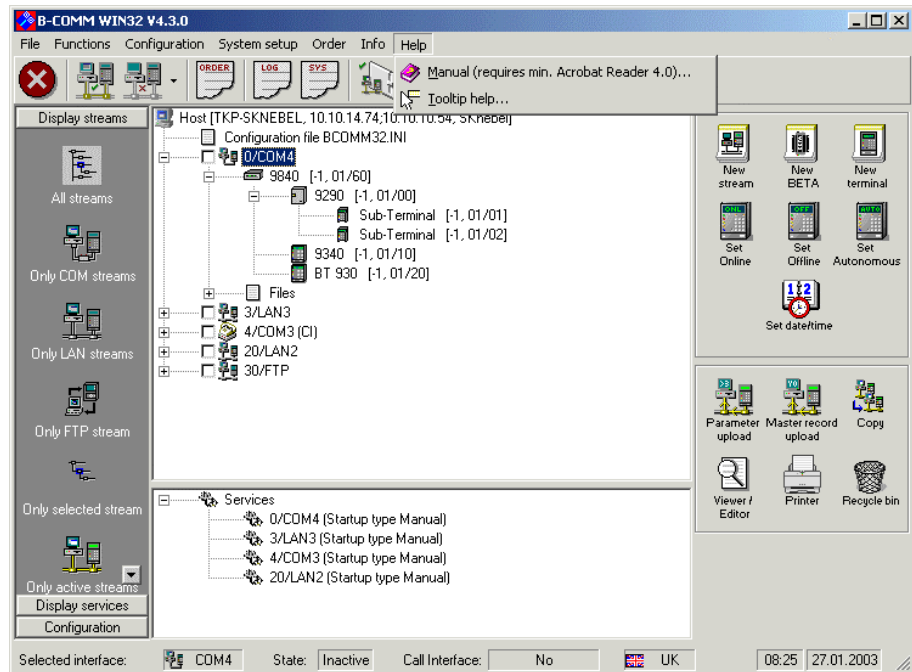 B-COMM WIN32 V4.3.0
File Functions Configuration System setup Order Info Help
ORDER LOG SYS
Manual (requires min. Acrobat Reader 4.0)...
Tooltip help...
Display streams
All streams
Only COM streams
Only LAN streams
Only FTP stream
Only selected stream
Only active streams
Display services
Configuration
Host [TKP-SKNEBEL, 10.10.14.74;10.10.10.54, SKnebel]
Configuration file BCOMM32.INI
0/COM4
9840 [-1, 01/60]
9290 [-1, 01/00]
Sub-Terminal [-1, 01/01]
Sub-Terminal [-1, 01/02]
9340 [-1, 01/10]
BT 930 [-1, 01/20]
Files
3/LAN3
4/COM3 (CI)
20/LAN2
30/FTP
Services
0/COM4 (Startup type Manual)
3/LAN3 (Startup type Manual)
4/COM3 (Startup type Manual)
20/LAN2 (Startup type Manual)
New stream
New BETA
New terminal
ONL
Set Online
OFF
Set Offline
AUTO
Set Autonomous
1 2
Set date/time
Parameter upload
Y0
Master record upload
Copy
Viewer / Editor
Printer
Recycle bin
Selected interface: COM4 State: Inactive Call Interface: No UK 08:25 27.01.2003